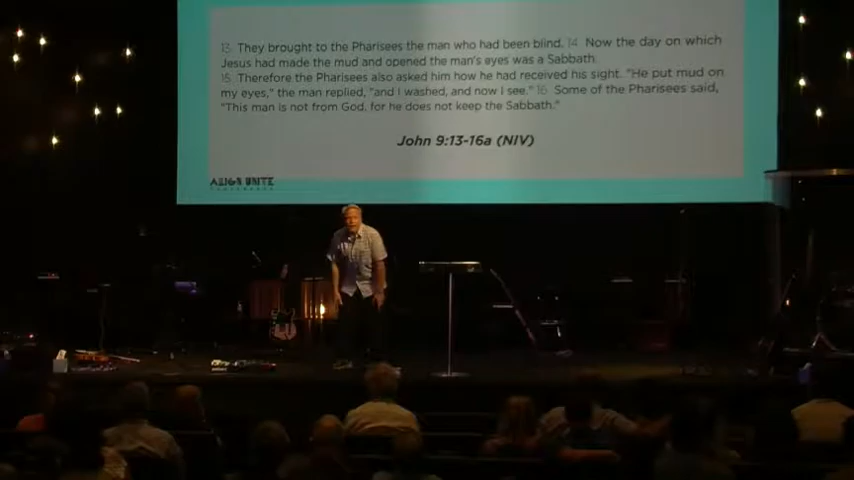 13 They brought to the Pharisees the man who had been blind. 14 Now the day on which
Jesus had made the mud and opened the man's eyes was a Sabbath.
15 Therefore the Pharisees also asked him how he had received his sight. "He put mud on
my eyes," the man replied, "and I washed, and now I see." 16 Some of the Pharisees said,
"This man is not from God, for he does not keep the Sabbath."
John 9:13-16a (NIV)
ALIGN UNITE
CONFERENCE